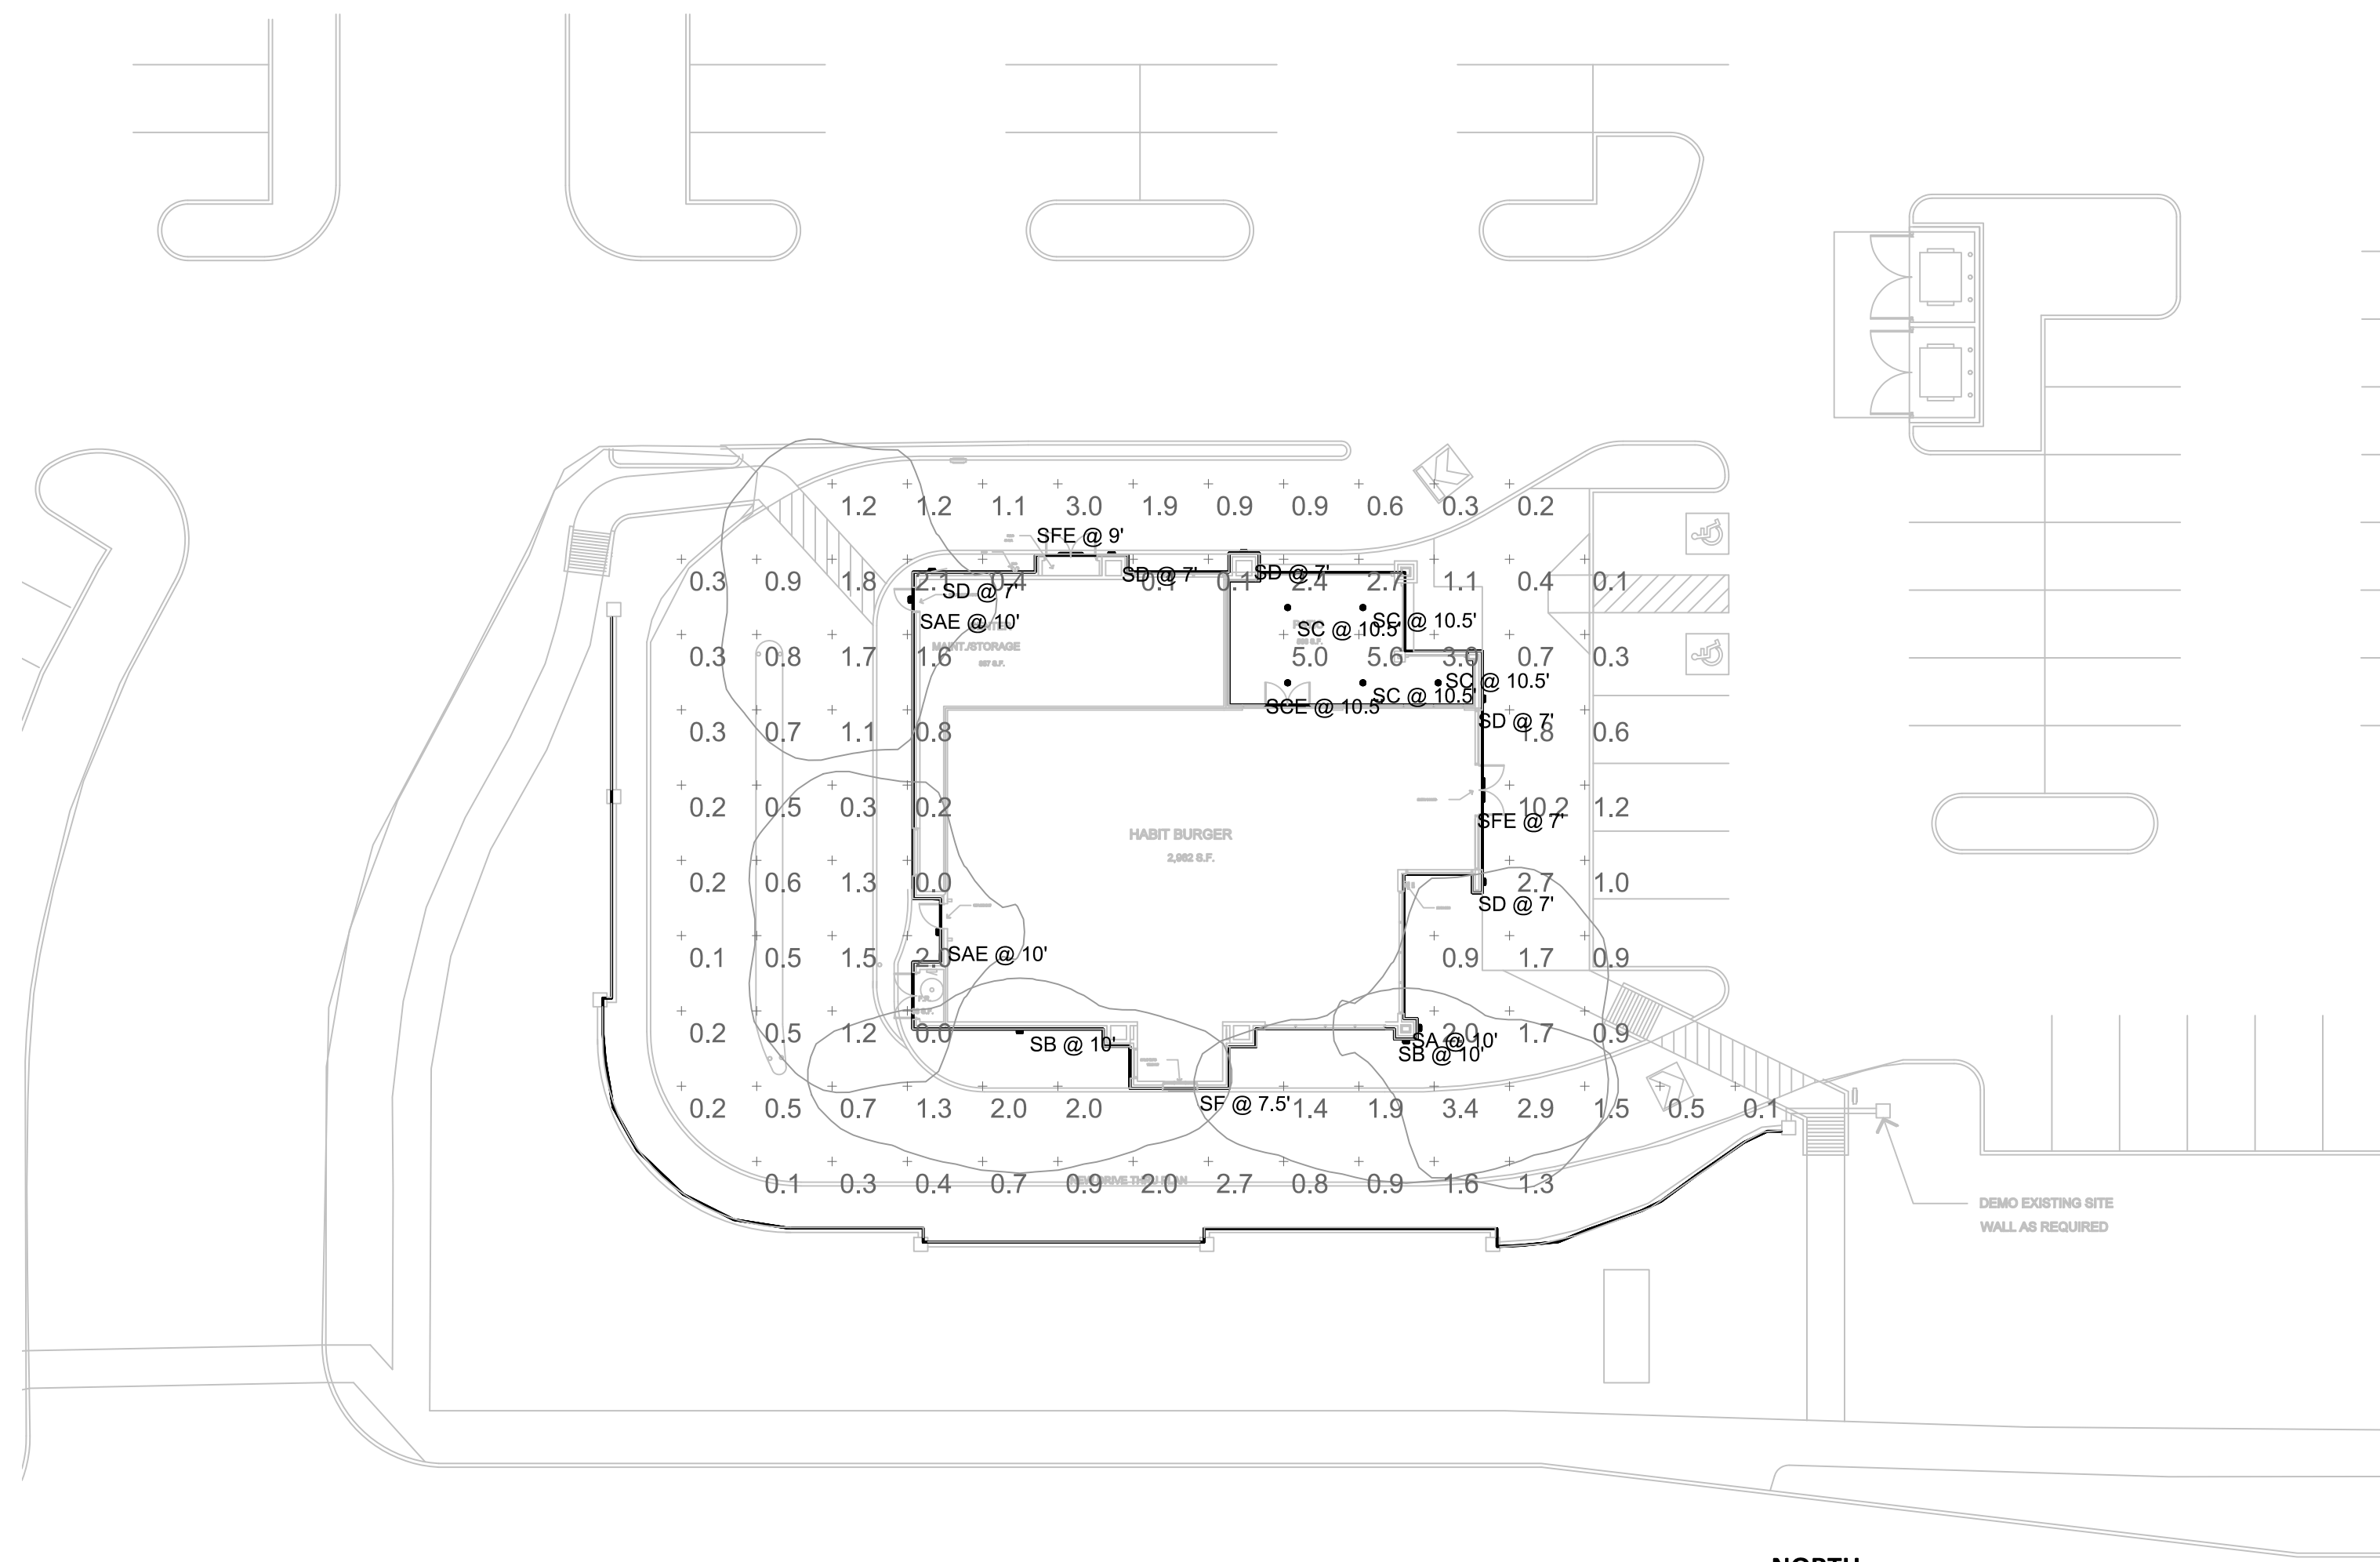 1.2 1.2 1.1 3.0 1.9 0.9 0.9 0.6 0.3 0.2
SFE @ 9'
0.3 0.9 1.8 2.1 0.4 0.1 0.1 2.4 2.7 1.1 0.4 0.1
SD @ 7' SD @ 7'
SD @ 7'
SAE @ 10' SC @ 10.5' SC @ 10.5'
MAINT./STORAGE
0.3 0.8 1.7 1.6 5.0 5.6 3.0 0.7 0.3
SC @ 10.5'
SCE @ 10.5' SC @ 10.5'
SD @ 7'
0.3 0.7 1.1 0.8 1.8 0.6
0.2 0.5 0.3 0.2 10.2 1.2
SFE @ 7'
HABIT BURGER
2,982 S.F.
0.2 0.6 1.3 0.0 2.7 1.0
SD @ 7'
0.1 0.5 1.5 2.0 0.9 1.7 0.9
SAE @ 10'
0.2 0.5 1.2 0.0 2.0 1.7 0.9
SB @ 10' SA @ 10'
SB @ 10'
SF @ 7.5'
0.2 0.5 0.7 1.3 2.0 2.0 1.4 1.9 3.4 2.9 1.5 0.5 0.1
0.1 0.3 0.4 0.7 0.9 2.0 2.7 0.8 0.9 1.6 1.3
NEW DRIVE THRU PLAN
DEMO EXISTING SITE
WALL AS REQUIRED
NORTH